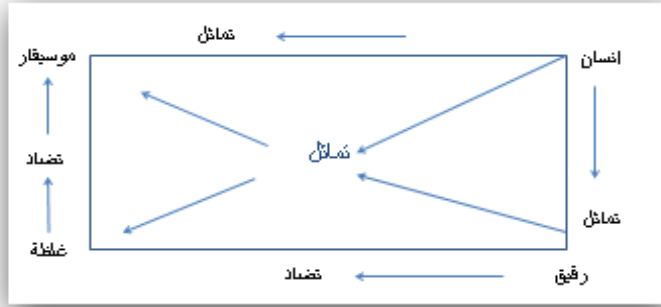 تماثل
انسان
موسيقار
تماثل
تضاد
تماثل
غلظة
تضاد
رقيق